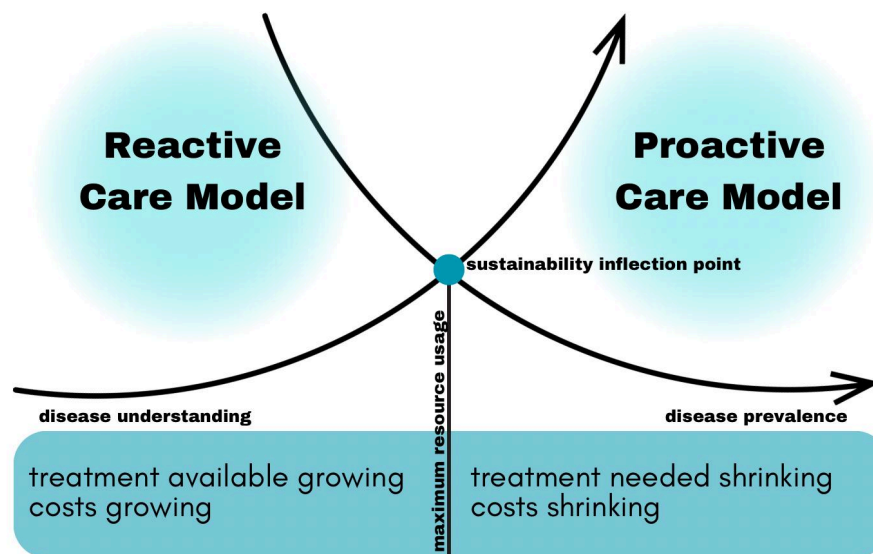 Reactive
Care Model
Proactive
Care Model
sustainability inflection point
maximum resource usage
disease understanding
disease prevalence
treatment available growing
costs growing
treatment needed shrinking
costs shrinking